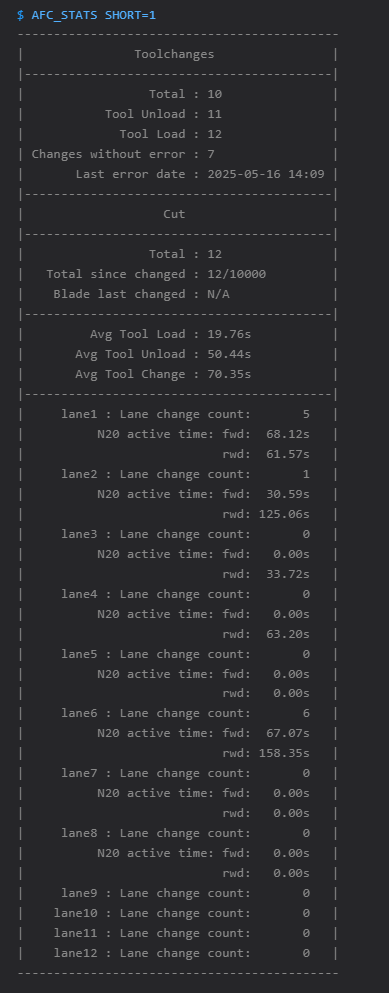 $ AFC_STATS SHORT=1
-------------------------------------------
|               Toolchanges               |
|-----------------------------------------|
|                 Total : 10              |
|           Tool Unload : 11              |
|             Tool Load : 12              |
| Changes without error : 7               |
|       Last error date : 2025-05-16 14:09 |
|-----------------------------------------|
|                   Cut                   |
|-----------------------------------------|
|                 Total : 12              |
|   Total since changed : 12/10000        |
|    Blade last changed : N/A             |
|-----------------------------------------|
|         Avg Tool Load : 19.76s          |
|       Avg Tool Unload : 50.44s          |
|       Avg Tool Change : 70.35s          |
|-----------------------------------------|
|     lane1 : Lane change count:       5   |
|          N20 active time: fwd:  68.12s   |
|                           rwd:  61.57s   |
|     lane2 : Lane change count:       1   |
|          N20 active time: fwd:  30.59s   |
|                           rwd: 125.06s   |
|     lane3 : Lane change count:       0   |
|          N20 active time: fwd:   0.00s   |
|                           rwd:  33.72s   |
|     lane4 : Lane change count:       0   |
|          N20 active time: fwd:   0.00s   |
|                           rwd:  63.20s   |
|     lane5 : Lane change count:       0   |
|          N20 active time: fwd:   0.00s   |
|                           rwd:   0.00s   |
|     lane6 : Lane change count:       6   |
|          N20 active time: fwd:  67.07s   |
|                           rwd: 158.35s   |
|     lane7 : Lane change count:       0   |
|          N20 active time: fwd:   0.00s   |
|                           rwd:   0.00s   |
|     lane8 : Lane change count:       0   |
|          N20 active time: fwd:   0.00s   |
|                           rwd:   0.00s   |
|     lane9 : Lane change count:       0   |
|    lane10 : Lane change count:       0   |
|    lane11 : Lane change count:       0   |
|    lane12 : Lane change count:       0   |
-------------------------------------------